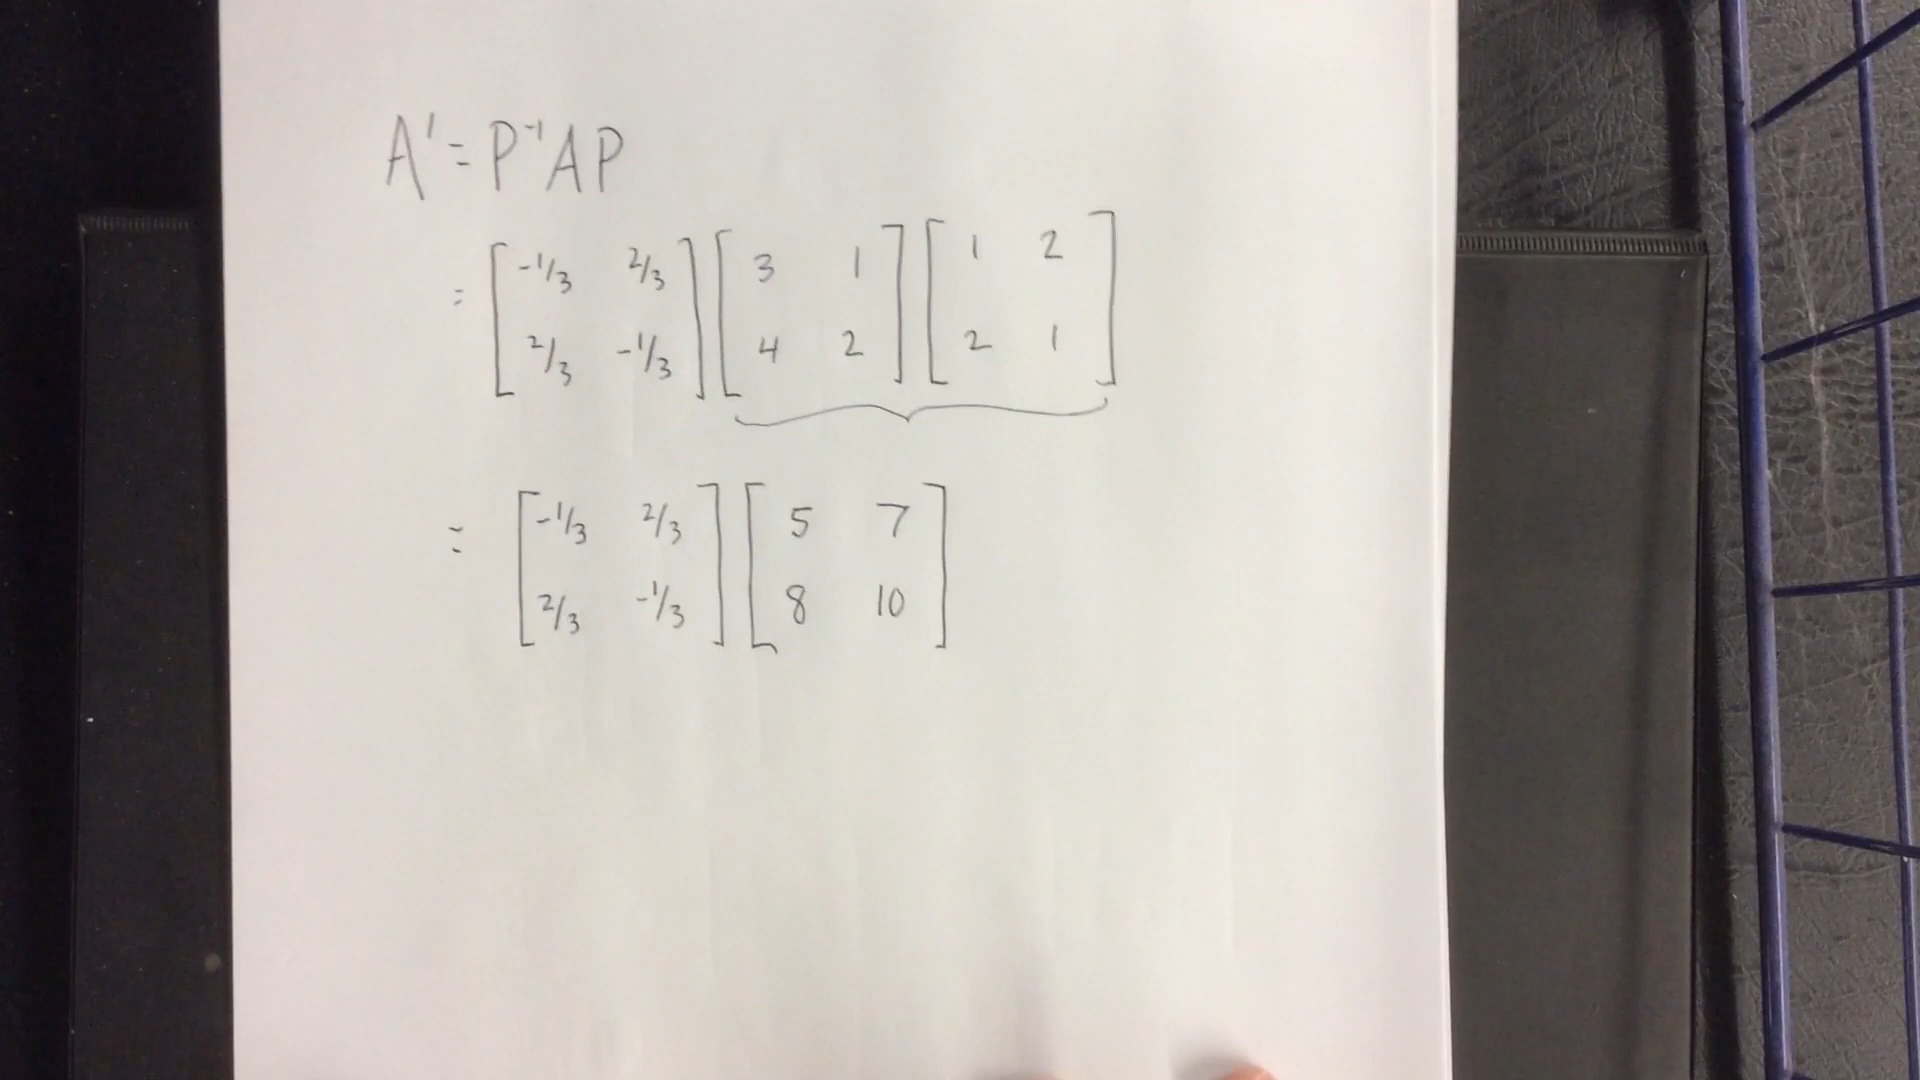 A' = P⁻¹AP
= [ -1/3 2/3 ] [ 3 1 ] [ 1 2 ]
[ 2/3 -1/3 ] [ 4 2 ] [ 2 1 ]
= [ -1/3 2/3 ] [ 5 7 ]
[ 2/3 -1/3 ] [ 8 10 ]